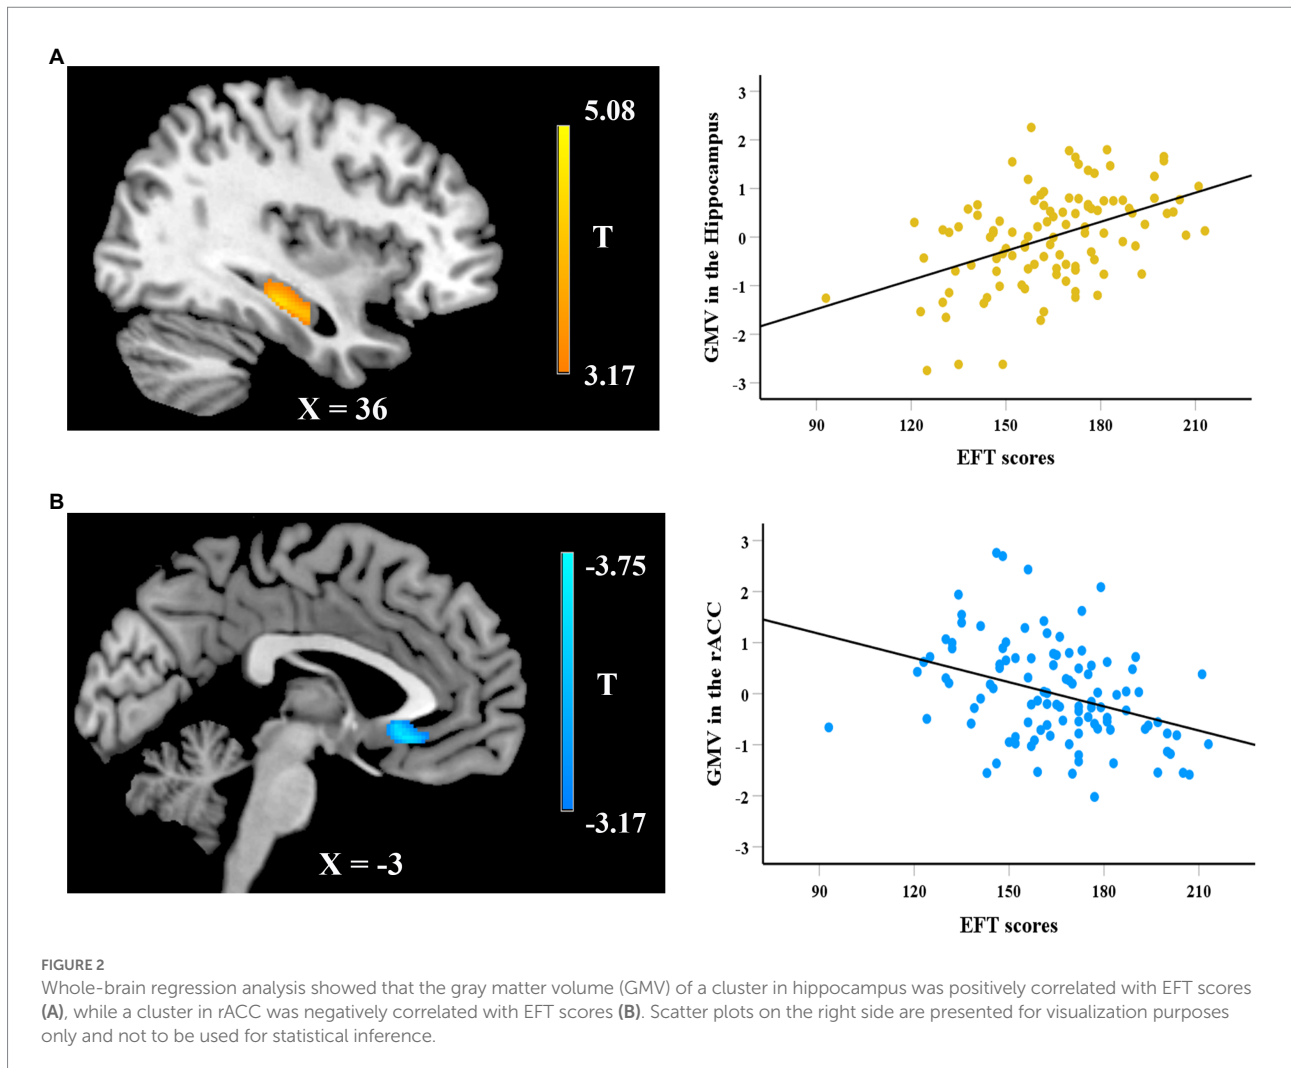 A
5.08
T
3.17
X = 36
3
2
1
0
-1
-2
-3
GMV in the Hippocampus
90 120 150 180 210
EFT scores
B
-3.75
T
-3.17
X = -3
3
2
1
0
-1
-2
-3
GMV in the rACC
90 120 150 180 210
EFT scores
FIGURE 2
Whole-brain regression analysis showed that the gray matter volume (GMV) of a cluster in hippocampus was positively correlated with EFT scores
(A), while a cluster in rACC was negatively correlated with EFT scores (B). Scatter plots on the right side are presented for visualization purposes
only and not to be used for statistical inference.